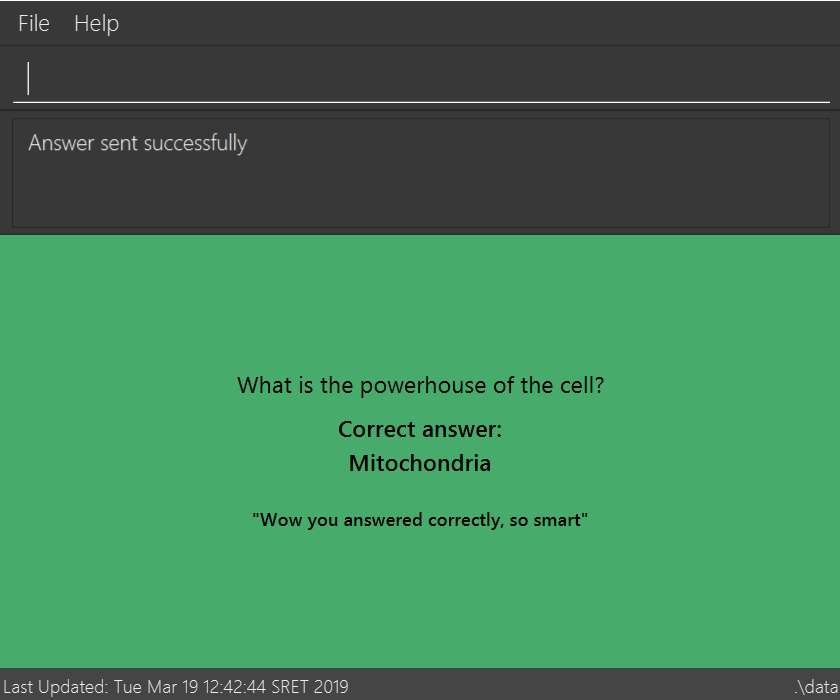 File Help
Answer sent successfully
What is the powerhouse of the cell?
Correct answer:
Mitochondria
"Wow you answered correctly, so smart"
Last Updated: Tue Mar 19 12:42:44 SRET 2019 .\data